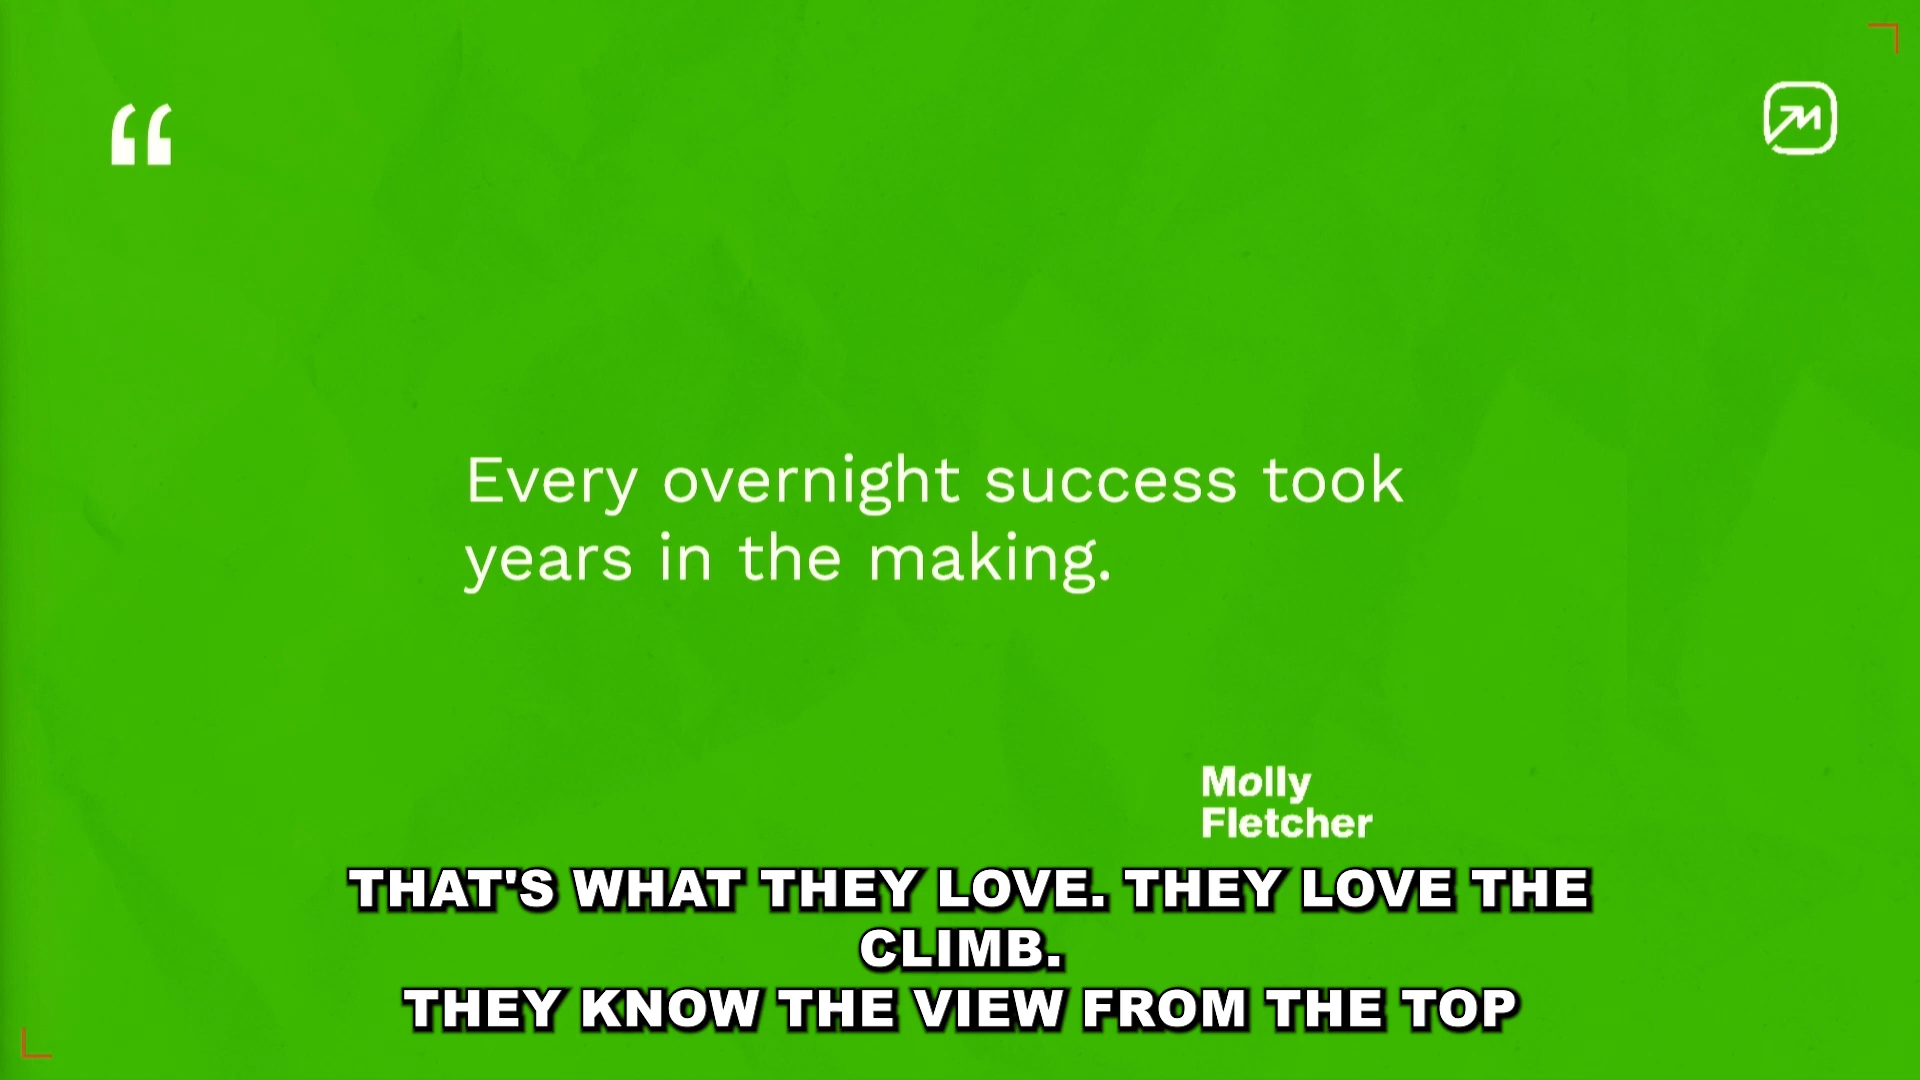 “
Every overnight success took
years in the making.
Molly
Fletcher
THAT'S WHAT THEY LOVE. THEY LOVE THE
CLIMB.
THEY KNOW THE VIEW FROM THE TOP